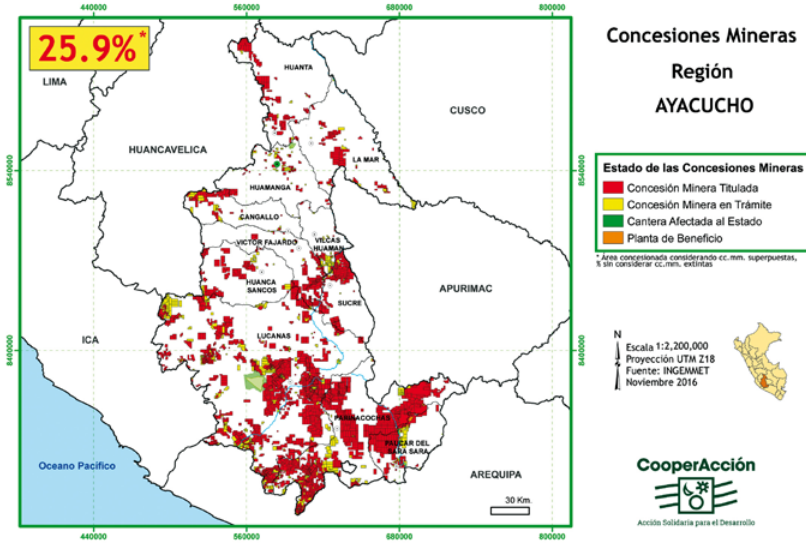 440000
560000
680000
800000
25.9%*
LIMA
HUANTA
CUSCO
HUANCAVELICA
LA MAR
8540000
8540000
HUAMANGA
CANGALLO
VICTOR FAJARDO
VILCAS
HUAMAN
HUANCA
SANCOS
SUCRE
APURIMAC
ICA
LUCANAS
8400000
8400000
PARINACOCHAS
PAUCAR DEL
SARA SARA
Oceano Pacífico
AREQUIPA
30 Km.
440000
560000
680000
800000
Concesiones Mineras
Región
AYACUCHO
Estado de las Concesiones Mineras
Concesión Minera Titulada
Concesión Minera en Trámite
Cantera Afectada al Estado
Planta de Beneficio
* Área concesionada considerando cc.mm. superpuestas,
% sin considerar cc.mm. extintas
N
Escala 1:2,200,000
Proyección UTM Z18
Fuente: INGEMMET
Noviembre 2016
CooperAcción
Acción Solidaria para el Desarrollo